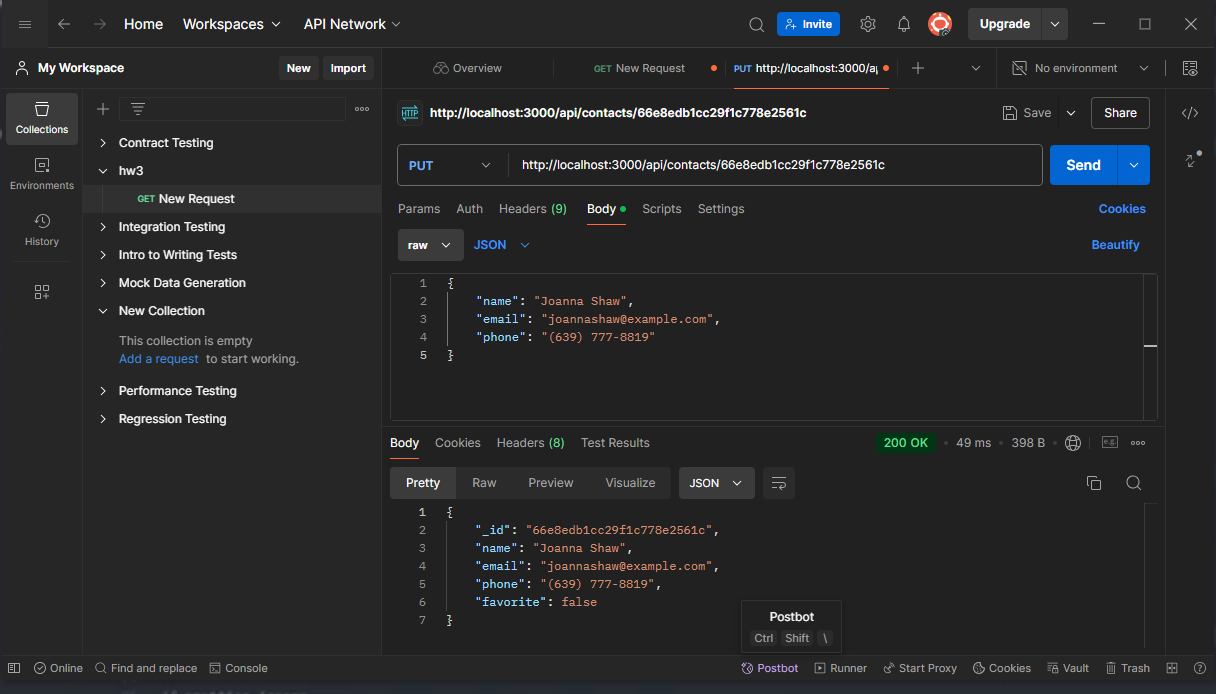 Home Workspaces API Network Invite Upgrade
My Workspace New Import Overview GET New Request PUT http://localhost:3000/a No environment
Collections
Environments
History
Contract Testing
hw3
GET New Request
Integration Testing
Intro to Writing Tests
Mock Data Generation
New Collection
This collection is empty
Add a request to start working.
Performance Testing
Regression Testing
HTTP http://localhost:3000/api/contacts/66e8edb1cc29f1c778e2561c Save Share
PUT http://localhost:3000/api/contacts/66e8edb1cc29f1c778e2561c Send
Params Auth Headers (9) Body Scripts Settings Cookies
raw JSON Beautify
1 {
2 "name": "Joanna Shaw",
3 "email": "joannashaw@example.com",
4 "phone": "(639) 777-8819"
5 }
Body Cookies Headers (8) Test Results 200 OK 49 ms 398 B e.g.
Pretty Raw Preview Visualize JSON
1 {
2 "_id": "66e8edb1cc29f1c778e2561c",
3 "name": "Joanna Shaw",
4 "email": "joannashaw@example.com",
5 "phone": "(639) 777-8819",
6 "favorite": false
7 }
Postbot
Ctrl Shift \
Online Find and replace Console Postbot Runner Start Proxy Cookies Vault Trash